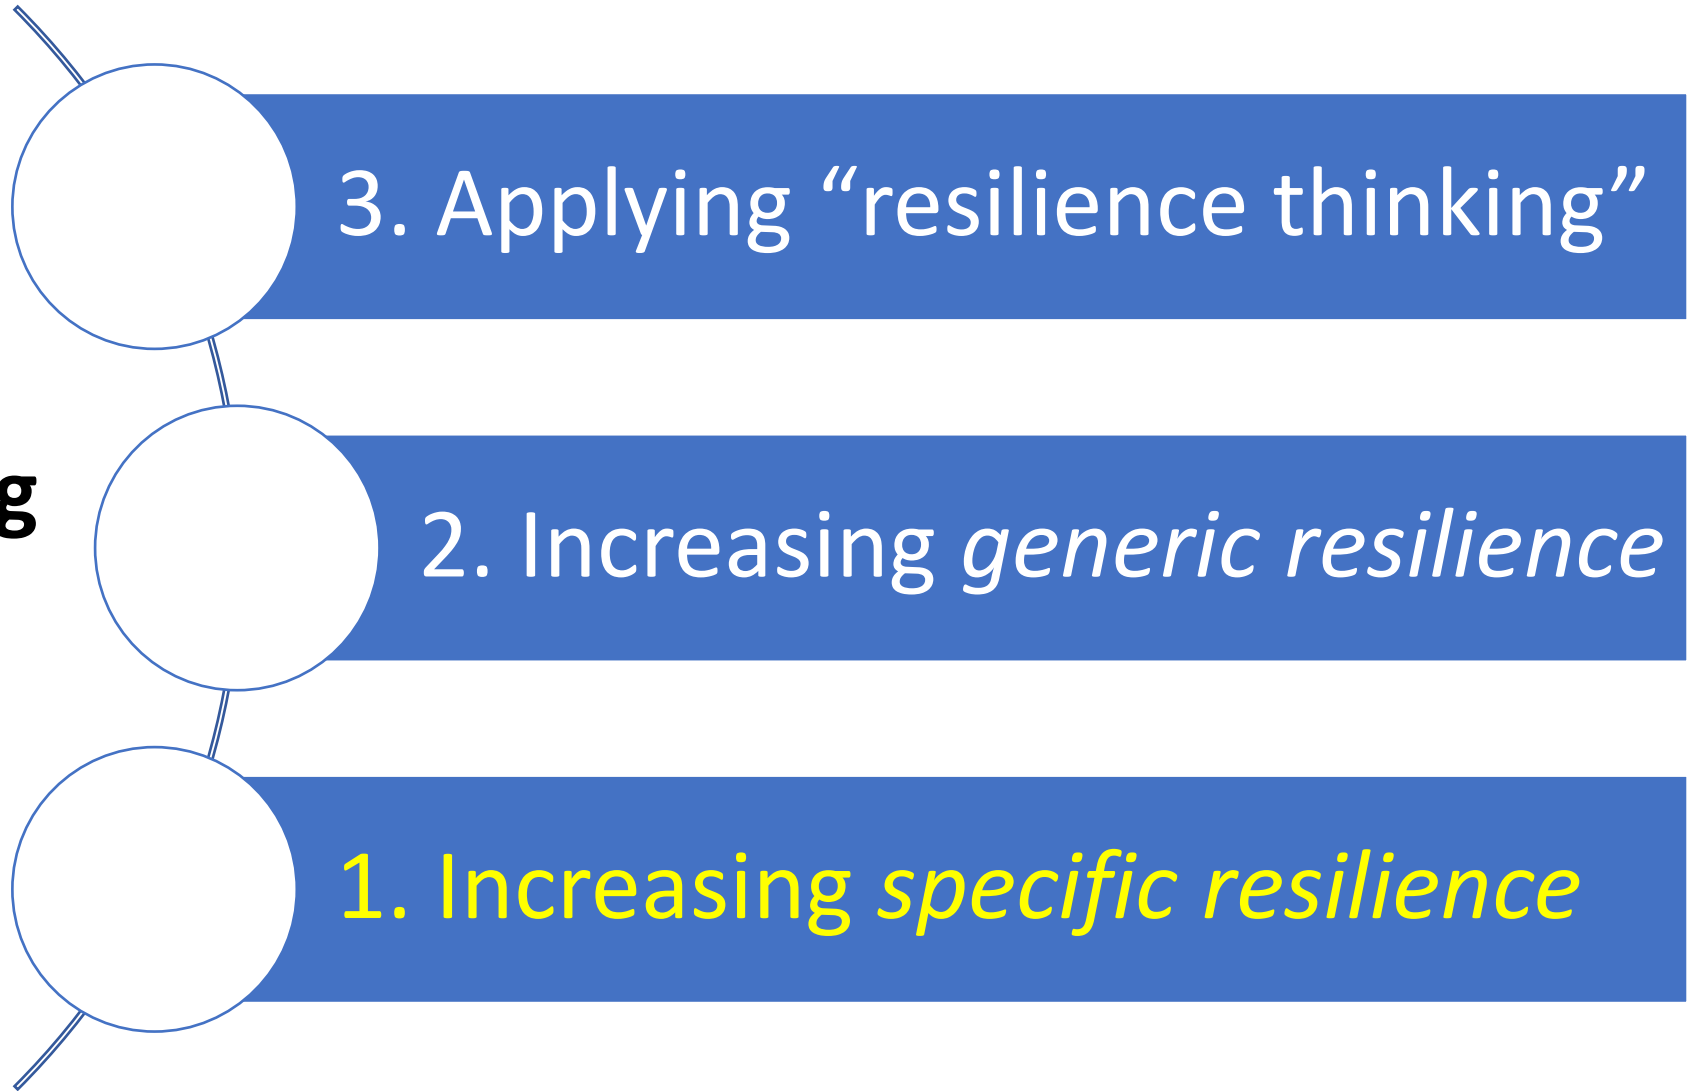 3. Applying “resilience thinking”
g
2. Increasing generic resilience
1. Increasing specific resilience